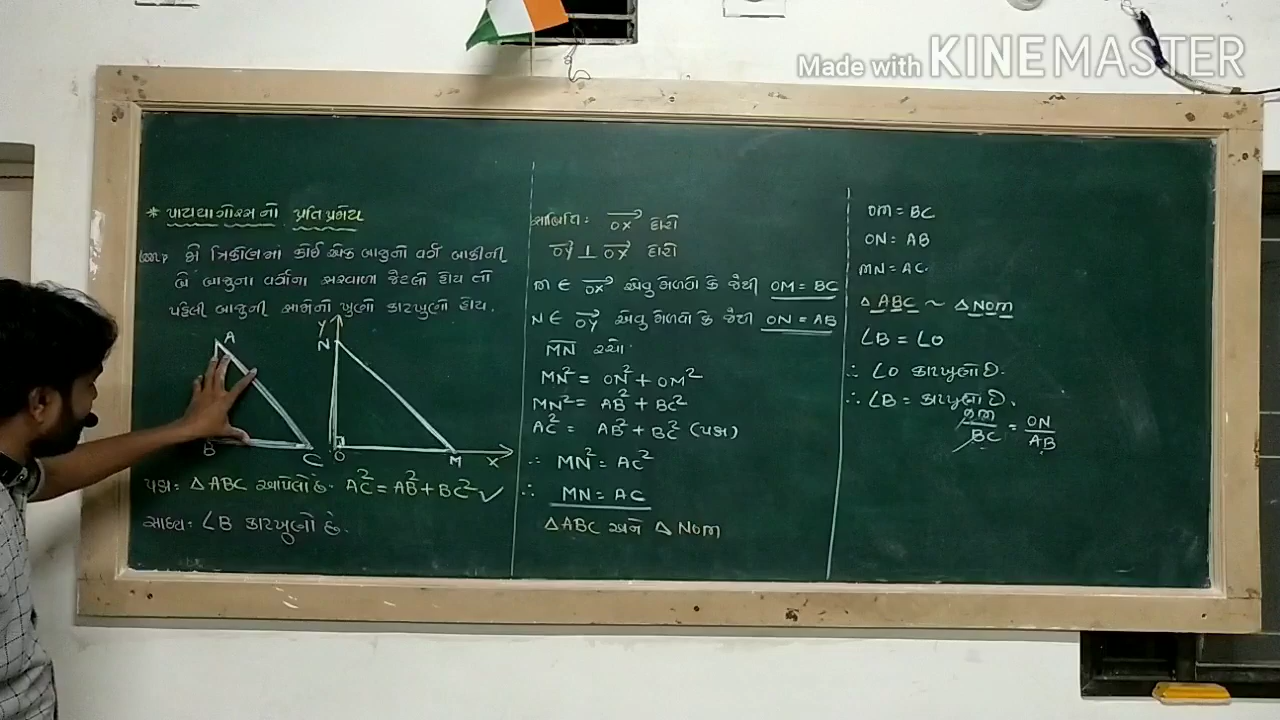 Made with KINEMASTER
* પાયથાગોરસ નો પ્રતિપ્રમેય
જો ત્રિકોણમાં કોઈ એક બાજુનો વર્ગ બાકીની
બે બાજુના વર્ગોના સરવાળા જેટલો હોય તો
પહેલી બાજુની સામેનો ખુણો કાટખુણો હોય.
A
B
C
Y
N
O
M
X
પક્ષ: △ABC આપેલો છે. AC² = AB² + BC² ✓
સાધ્ય: ∠B કાટખુણો છે.
સાબિતિ: OX→ દોરો
OY→ ⊥ OX→ દોરો
M ∈ OX→ એવુ મેળવો કે જેથી OM = BC
N ∈ OY→ એવુ મેળવો કે જેથી ON = AB
MN રચો.
MN² = ON² + OM²
MN² = AB² + BC²
AC² = AB² + BC² (પક્ષ)
∴ MN² = AC²
∴ MN = AC
△ABC અને △NOM
OM = BC
ON = AB
MN = AC.
△ABC ~ △NOM
∠B = ∠O
∴ ∠O કાટખુણો છે.
∴ ∠B = કાટખુણો છે.
OM/BC = ON/AB